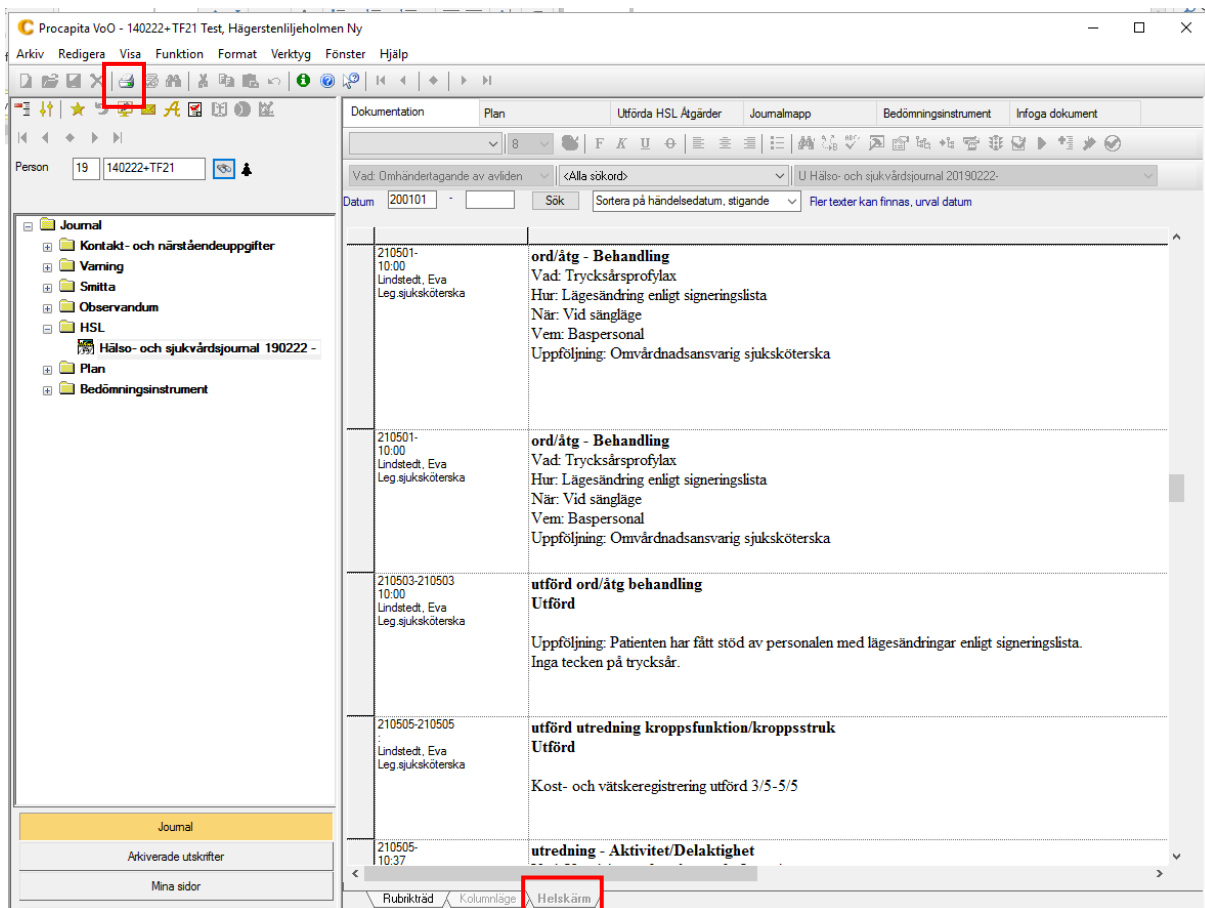 Procapita VoO - 140222+TF21 Test, Hägerstenliljeholmen Ny
Arkiv Redigera Visa Funktion Format Verktyg Fönster Hjälp
Person 19 140222+TF21
Journal
Kontakt- och närståendeuppgifter
Varning
Smitta
Observandum
HSL
Hälso- och sjukvårdsjournal 190222 -
Plan
Bedömningsinstrument
Journal
Arkiverade utskrifter
Mina sidor
Dokumentation Plan Utförda HSL Åtgärder Journalmapp Bedömningsinstrument Infoga dokument
8 F K U
Vad: Omhändertagande av avliden <Alla sökord> U Hälso- och sjukvårdsjournal 20190222-
Datum 200101 - Sök Sortera på händelsedatum, stigande Fler texter kan finnas, urval datum
210501-
10:00
Lindstedt, Eva
Leg.sjuksköterska
ord/åtg - Behandling
Vad: Trycksårsprofylax
Hur: Lägesändring enligt signeringslista
När: Vid sängläge
Vem: Baspersonal
Uppföljning: Omvårdnadsansvarig sjuksköterska
210501-
10:00
Lindstedt, Eva
Leg.sjuksköterska
ord/åtg - Behandling
Vad: Trycksårsprofylax
Hur: Lägesändring enligt signeringslista
När: Vid sängläge
Vem: Baspersonal
Uppföljning: Omvårdnadsansvarig sjuksköterska
210503-210503
10:00
Lindstedt, Eva
Leg.sjuksköterska
utförd ord/åtg behandling
Utförd
Uppföljning: Patienten har fått stöd av personalen med lägesändringar enligt signeringslista.
Inga tecken på trycksår.
210505-210505
:
Lindstedt, Eva
Leg.sjuksköterska
utförd utredning kroppsfunktion/kroppsstruk
Utförd
Kost- och vätskeregistrering utförd 3/5-5/5
210505-
10:37
utredning - Aktivitet/Delaktighet
Rubrikträd Kolumnläge Helskärm